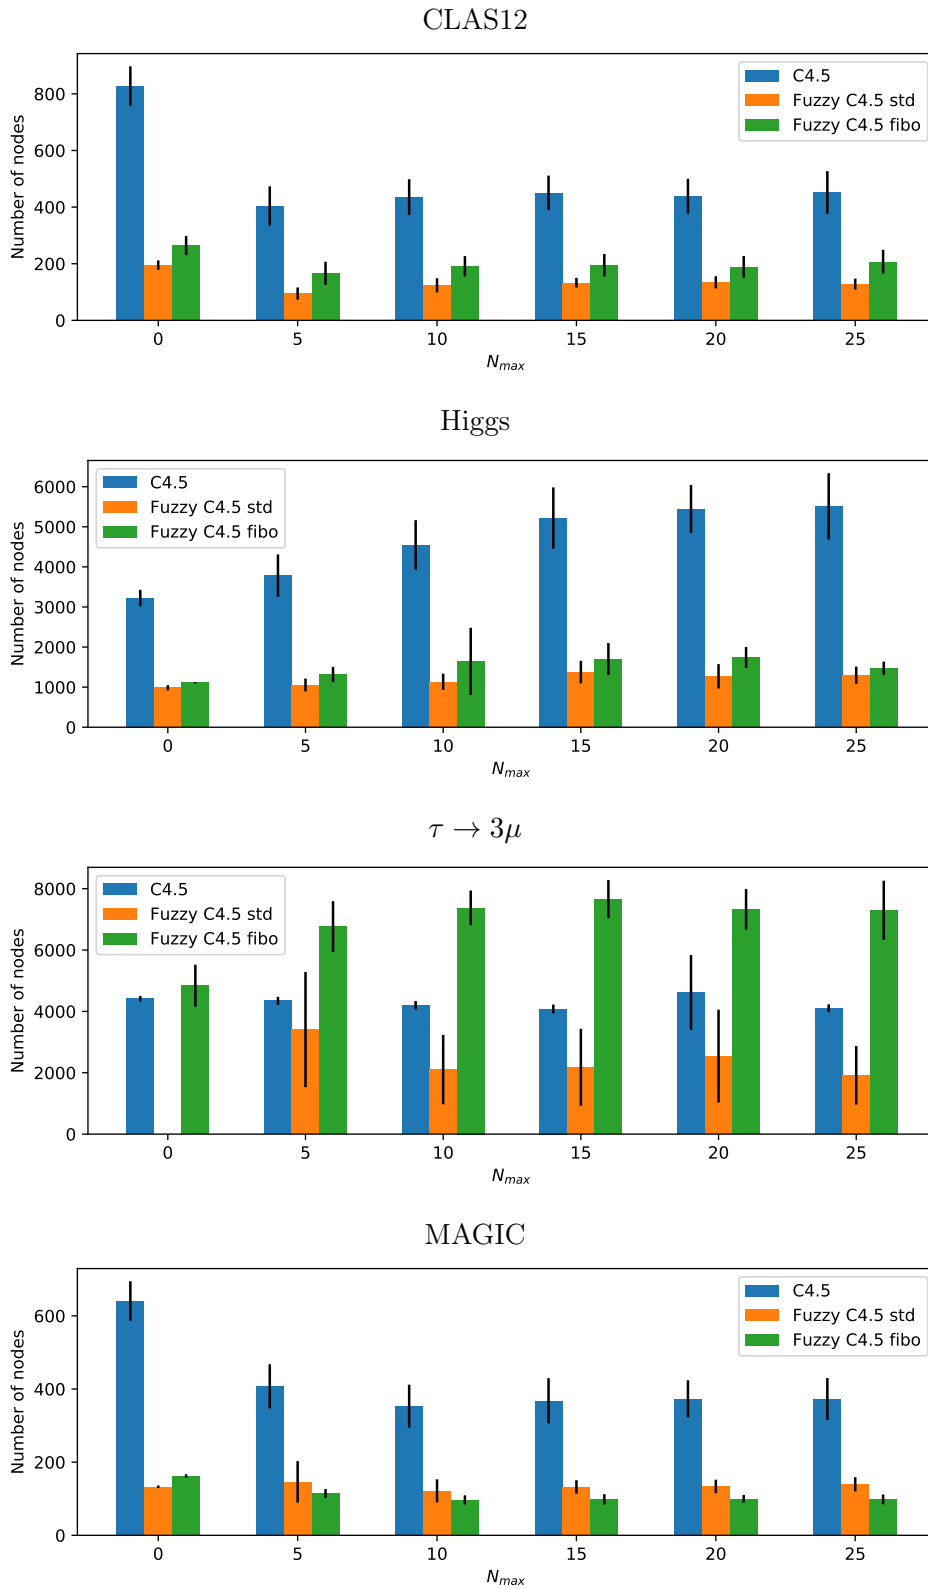 CLAS12
800
600
400
200
0
Number of nodes
C4.5
Fuzzy C4.5 std
Fuzzy C4.5 fibo
0 5 10 15 20 25
N_max
Higgs
6000
5000
4000
3000
2000
1000
0
Number of nodes
C4.5
Fuzzy C4.5 std
Fuzzy C4.5 fibo
0 5 10 15 20 25
N_max
τ → 3μ
8000
6000
4000
2000
0
Number of nodes
C4.5
Fuzzy C4.5 std
Fuzzy C4.5 fibo
0 5 10 15 20 25
N_max
MAGIC
600
400
200
0
Number of nodes
C4.5
Fuzzy C4.5 std
Fuzzy C4.5 fibo
0 5 10 15 20 25
N_max